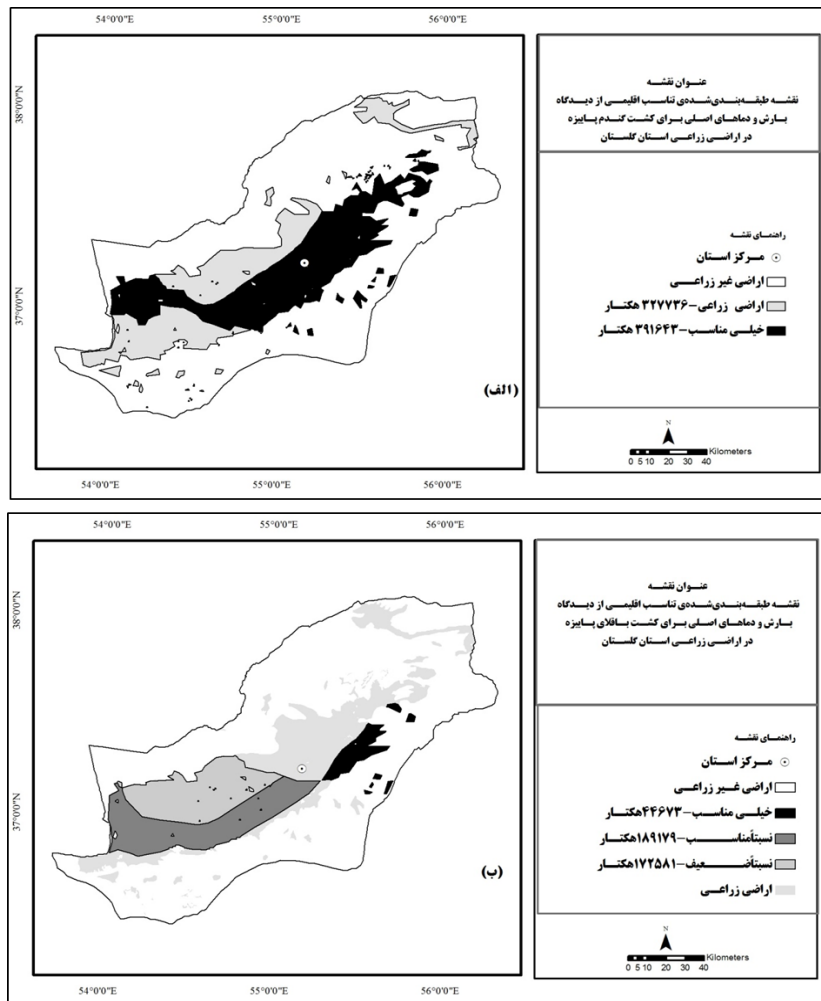 54°0'0"E 55°0'0"E 56°0'0"E
38°0'0"N
37°0'0"N
عنوان نقشه
نقشه طبقه‌بندی‌شده‌ی تناسب اقلیمی از دیدگاه
بارش و دماهای اصلی برای کشت گندم پاییزه
در اراضی زراعی استان گلستان
راهنمای نقشه
مرکز استان
اراضی غیر زراعی
اراضی زراعی-۳۲۷۷۳۶ هکتار
خیلی مناسب-۳۹۱۶۴۳ هکتار
(الف)
N
Kilometers
0 5 10 20 30 40
54°0'0"E 55°0'0"E 56°0'0"E
54°0'0"E 55°0'0"E 56°0'0"E
38°0'0"N
37°0'0"N
عنوان نقشه
نقشه طبقه‌بندی‌شده‌ی تناسب اقلیمی از دیدگاه
بارش و دماهای اصلی برای کشت باقلای پاییزه
در اراضی زراعی استان گلستان
راهنمای نقشه
مرکز استان
اراضی غیر زراعی
خیلی مناسب-۴۴۶۷۳هکتار
نسبتاًمناسب-۱۸۹۱۷۹هکتار
نسبتاًضعیف-۱۷۲۵۸۱هکتار
اراضی زراعی
(ب)
N
Kilometers
0 5 10 20 30 40
54°0'0"E 55°0'0"E 56°0'0"E